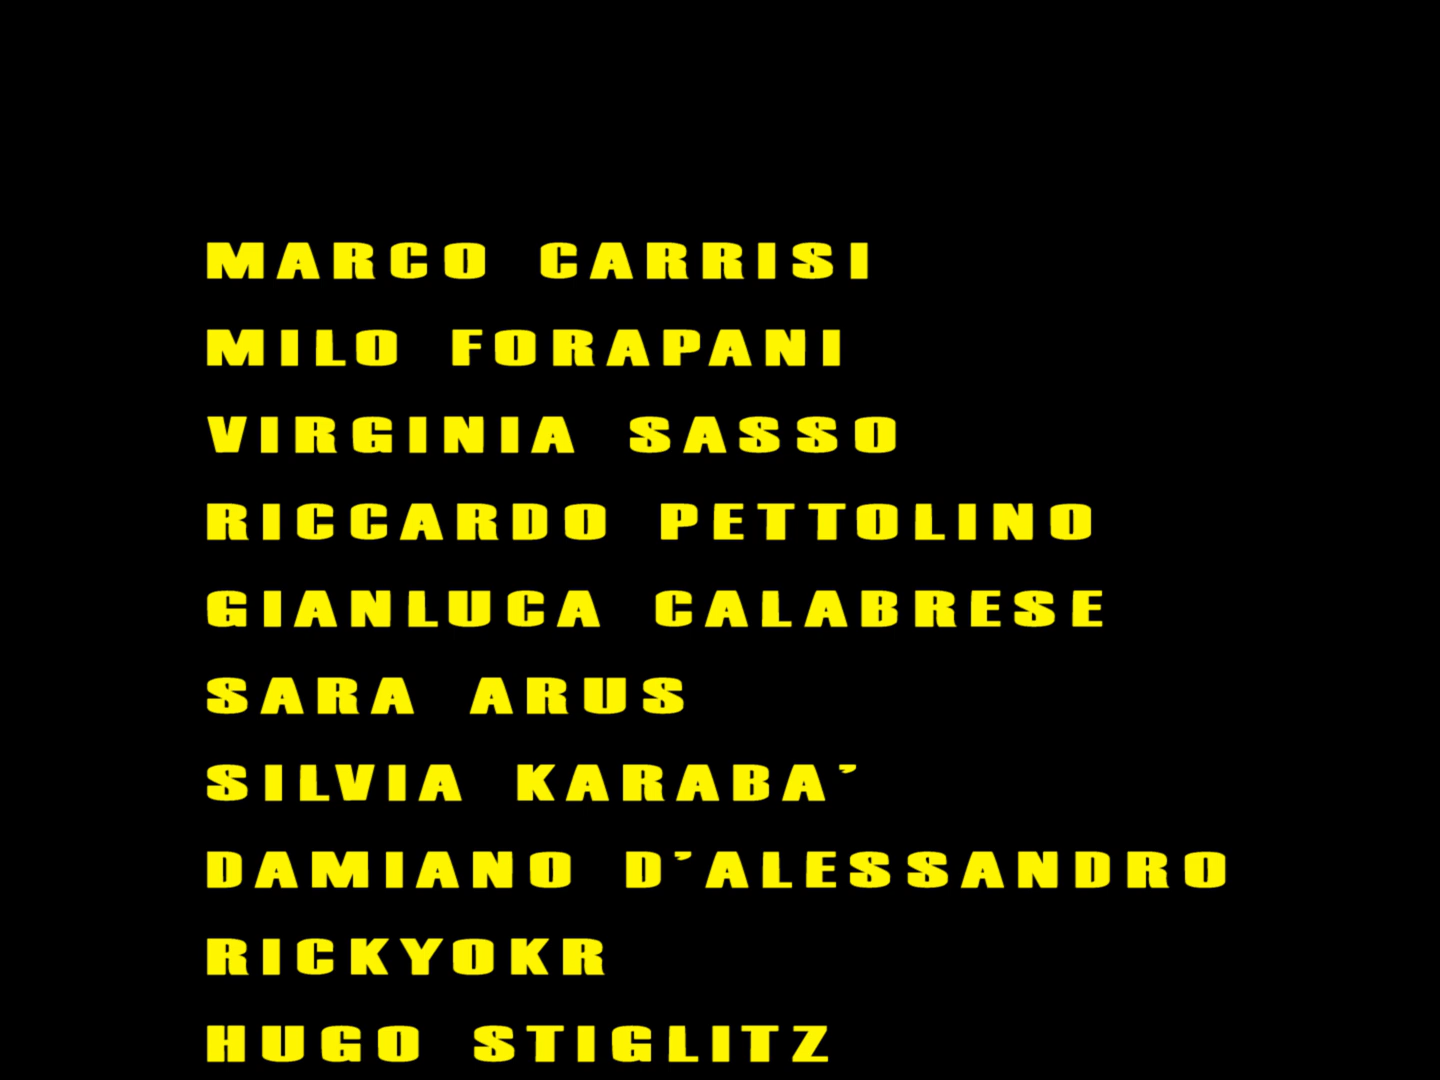 MARCO CARRISI
MILO FORAPANI
VIRGINIA SASSO
RICCARDO PETTOLINO
GIANLUCA CALABRESE
SARA ARUS
SILVIA KARABA’
DAMIANO D’ALESSANDRO
RICKYOKR
HUGO STIGLITZ